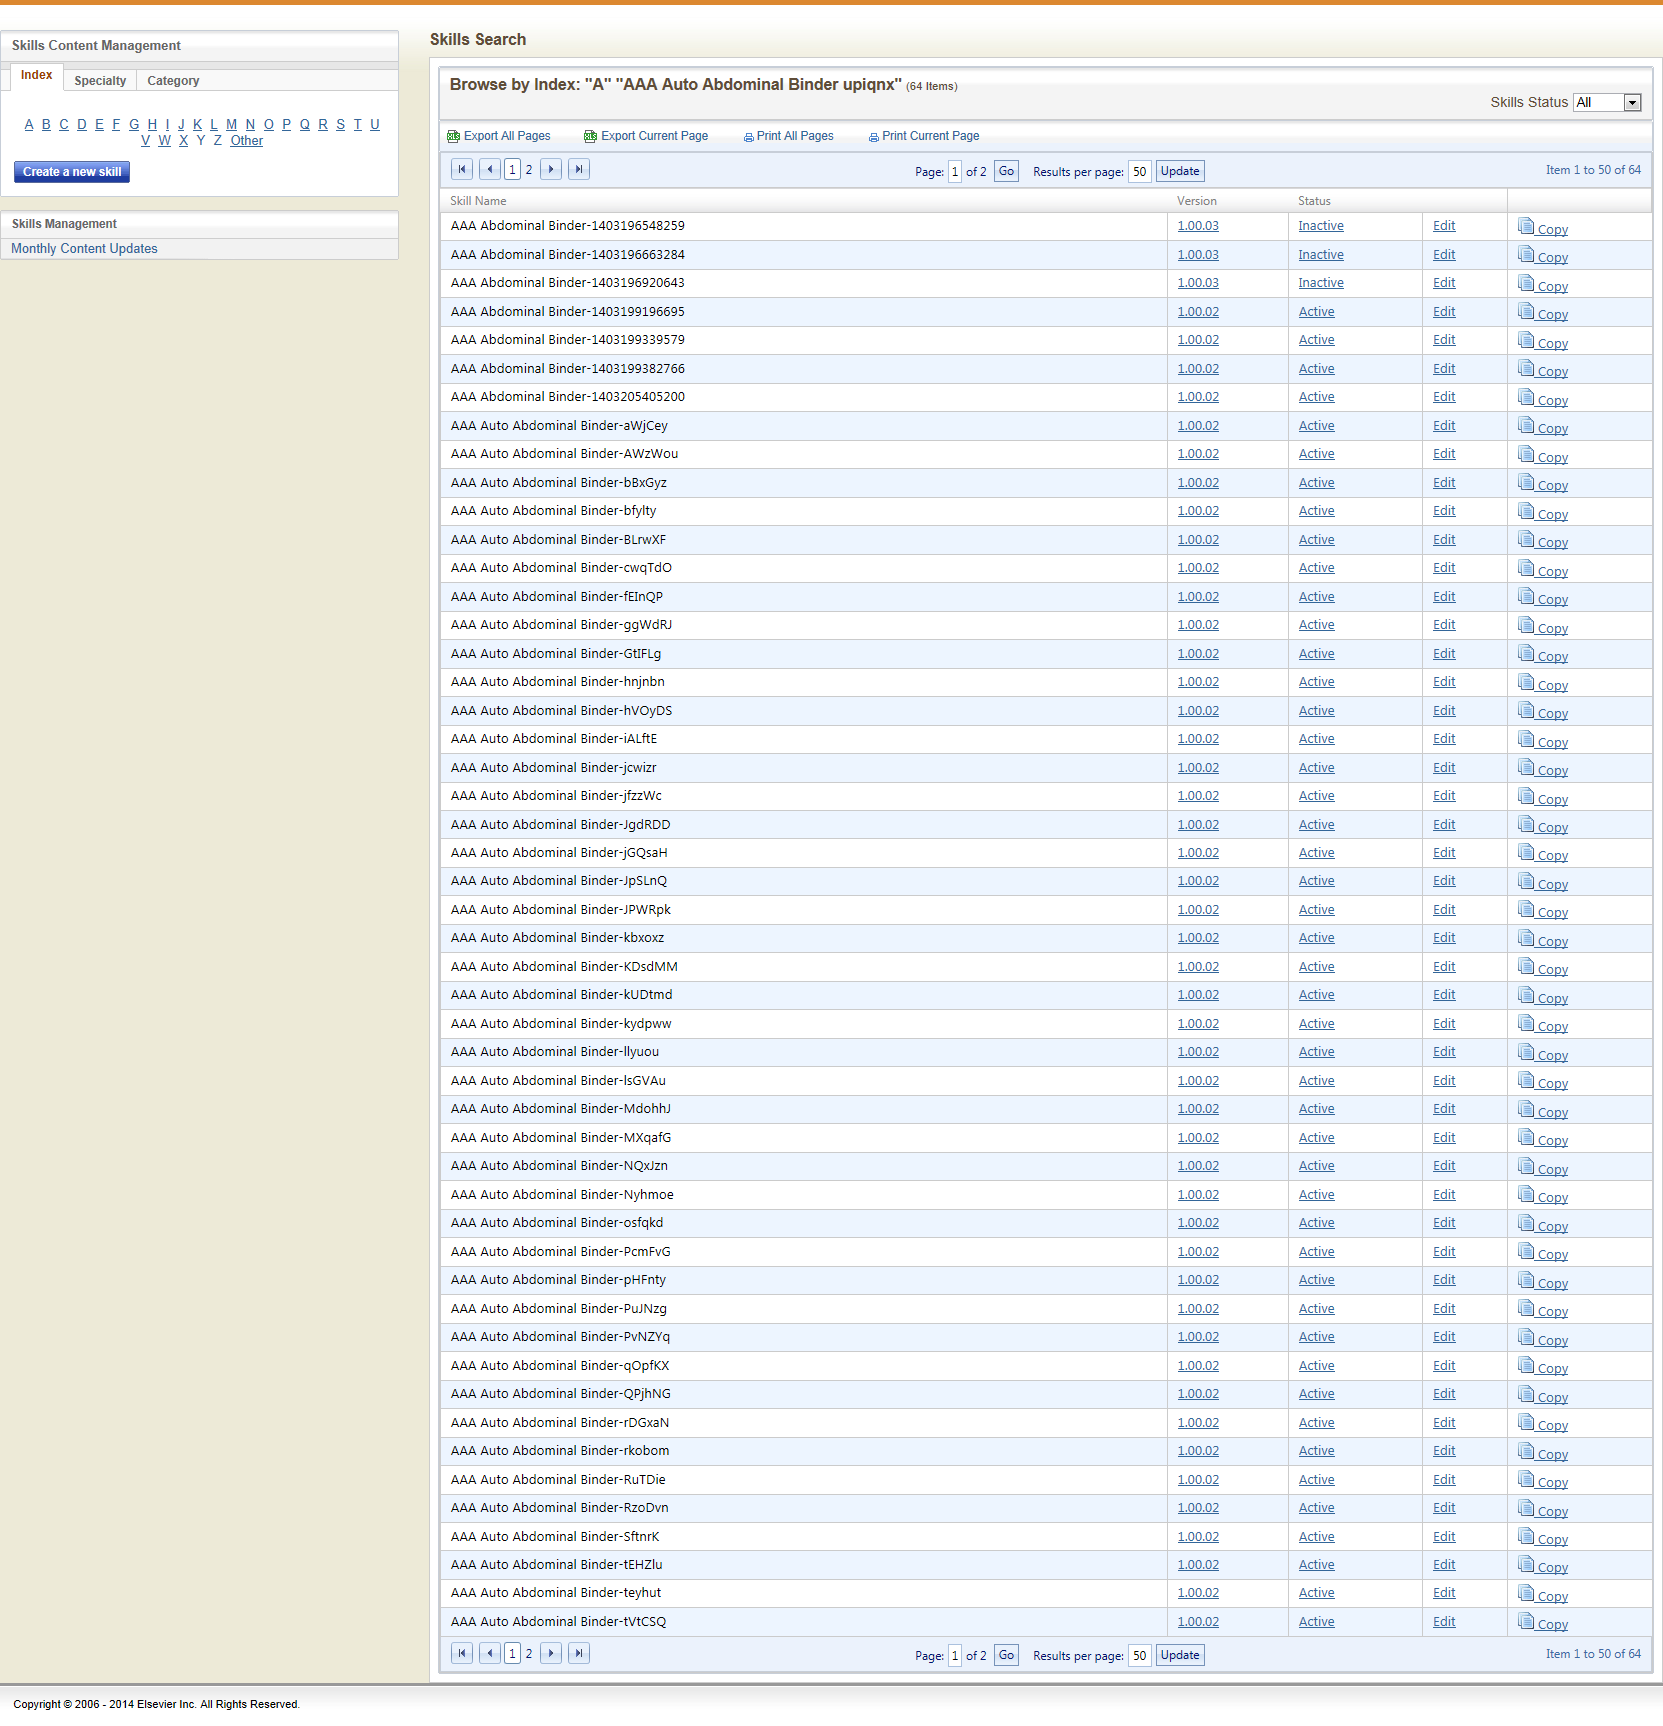 Skills Content Management
Index Specialty Category
A B C D E F G H I J K L M N O P Q R S T U
V W X Y Z Other
Create a new skill
Skills Management
Monthly Content Updates
Skills Search
Browse by Index: "A" "AAA Auto Abdominal Binder upiqnx" (64 Items)
Skills Status All
Export All Pages Export Current Page Print All Pages Print Current Page
1 2 Page: 1 of 2 Go Results per page: 50 Update Item 1 to 50 of 64
Skill Name Version Status
AAA Abdominal Binder-1403196548259 1.00.03 Inactive Edit Copy
AAA Abdominal Binder-1403196663284 1.00.03 Inactive Edit Copy
AAA Abdominal Binder-1403196920643 1.00.03 Inactive Edit Copy
AAA Abdominal Binder-1403199196695 1.00.02 Active Edit Copy
AAA Abdominal Binder-1403199339579 1.00.02 Active Edit Copy
AAA Abdominal Binder-1403199382766 1.00.02 Active Edit Copy
AAA Abdominal Binder-1403205405200 1.00.02 Active Edit Copy
AAA Auto Abdominal Binder-aWjCey 1.00.02 Active Edit Copy
AAA Auto Abdominal Binder-AWzWou 1.00.02 Active Edit Copy
AAA Auto Abdominal Binder-bBxGyz 1.00.02 Active Edit Copy
AAA Auto Abdominal Binder-bfylty 1.00.02 Active Edit Copy
AAA Auto Abdominal Binder-BLrwXF 1.00.02 Active Edit Copy
AAA Auto Abdominal Binder-cwqTdO 1.00.02 Active Edit Copy
AAA Auto Abdominal Binder-fEInQP 1.00.02 Active Edit Copy
AAA Auto Abdominal Binder-ggWdRJ 1.00.02 Active Edit Copy
AAA Auto Abdominal Binder-GtIFLg 1.00.02 Active Edit Copy
AAA Auto Abdominal Binder-hnjnbn 1.00.02 Active Edit Copy
AAA Auto Abdominal Binder-hVOyDS 1.00.02 Active Edit Copy
AAA Auto Abdominal Binder-iALftE 1.00.02 Active Edit Copy
AAA Auto Abdominal Binder-jcwizr 1.00.02 Active Edit Copy
AAA Auto Abdominal Binder-jfzzWc 1.00.02 Active Edit Copy
AAA Auto Abdominal Binder-JgdRDD 1.00.02 Active Edit Copy
AAA Auto Abdominal Binder-jGQsaH 1.00.02 Active Edit Copy
AAA Auto Abdominal Binder-JpSLnQ 1.00.02 Active Edit Copy
AAA Auto Abdominal Binder-JPWRpk 1.00.02 Active Edit Copy
AAA Auto Abdominal Binder-kbxoxz 1.00.02 Active Edit Copy
AAA Auto Abdominal Binder-KDsdMM 1.00.02 Active Edit Copy
AAA Auto Abdominal Binder-kUDtmd 1.00.02 Active Edit Copy
AAA Auto Abdominal Binder-kydpww 1.00.02 Active Edit Copy
AAA Auto Abdominal Binder-llyuou 1.00.02 Active Edit Copy
AAA Auto Abdominal Binder-lsGVAu 1.00.02 Active Edit Copy
AAA Auto Abdominal Binder-MdohhJ 1.00.02 Active Edit Copy
AAA Auto Abdominal Binder-MXqafG 1.00.02 Active Edit Copy
AAA Auto Abdominal Binder-NQxJzn 1.00.02 Active Edit Copy
AAA Auto Abdominal Binder-Nyhmoe 1.00.02 Active Edit Copy
AAA Auto Abdominal Binder-osfqkd 1.00.02 Active Edit Copy
AAA Auto Abdominal Binder-PcmFvG 1.00.02 Active Edit Copy
AAA Auto Abdominal Binder-pHFnty 1.00.02 Active Edit Copy
AAA Auto Abdominal Binder-PuJNzg 1.00.02 Active Edit Copy
AAA Auto Abdominal Binder-PvNZYq 1.00.02 Active Edit Copy
AAA Auto Abdominal Binder-qOpfKX 1.00.02 Active Edit Copy
AAA Auto Abdominal Binder-QPjhNG 1.00.02 Active Edit Copy
AAA Auto Abdominal Binder-rDGxaN 1.00.02 Active Edit Copy
AAA Auto Abdominal Binder-rkobom 1.00.02 Active Edit Copy
AAA Auto Abdominal Binder-RuTDie 1.00.02 Active Edit Copy
AAA Auto Abdominal Binder-RzoDvn 1.00.02 Active Edit Copy
AAA Auto Abdominal Binder-SftnrK 1.00.02 Active Edit Copy
AAA Auto Abdominal Binder-tEHZlu 1.00.02 Active Edit Copy
AAA Auto Abdominal Binder-teyhut 1.00.02 Active Edit Copy
AAA Auto Abdominal Binder-tVtCSQ 1.00.02 Active Edit Copy
1 2 Page: 1 of 2 Go Results per page: 50 Update Item 1 to 50 of 64
Copyright © 2006 - 2014 Elsevier Inc. All Rights Reserved.